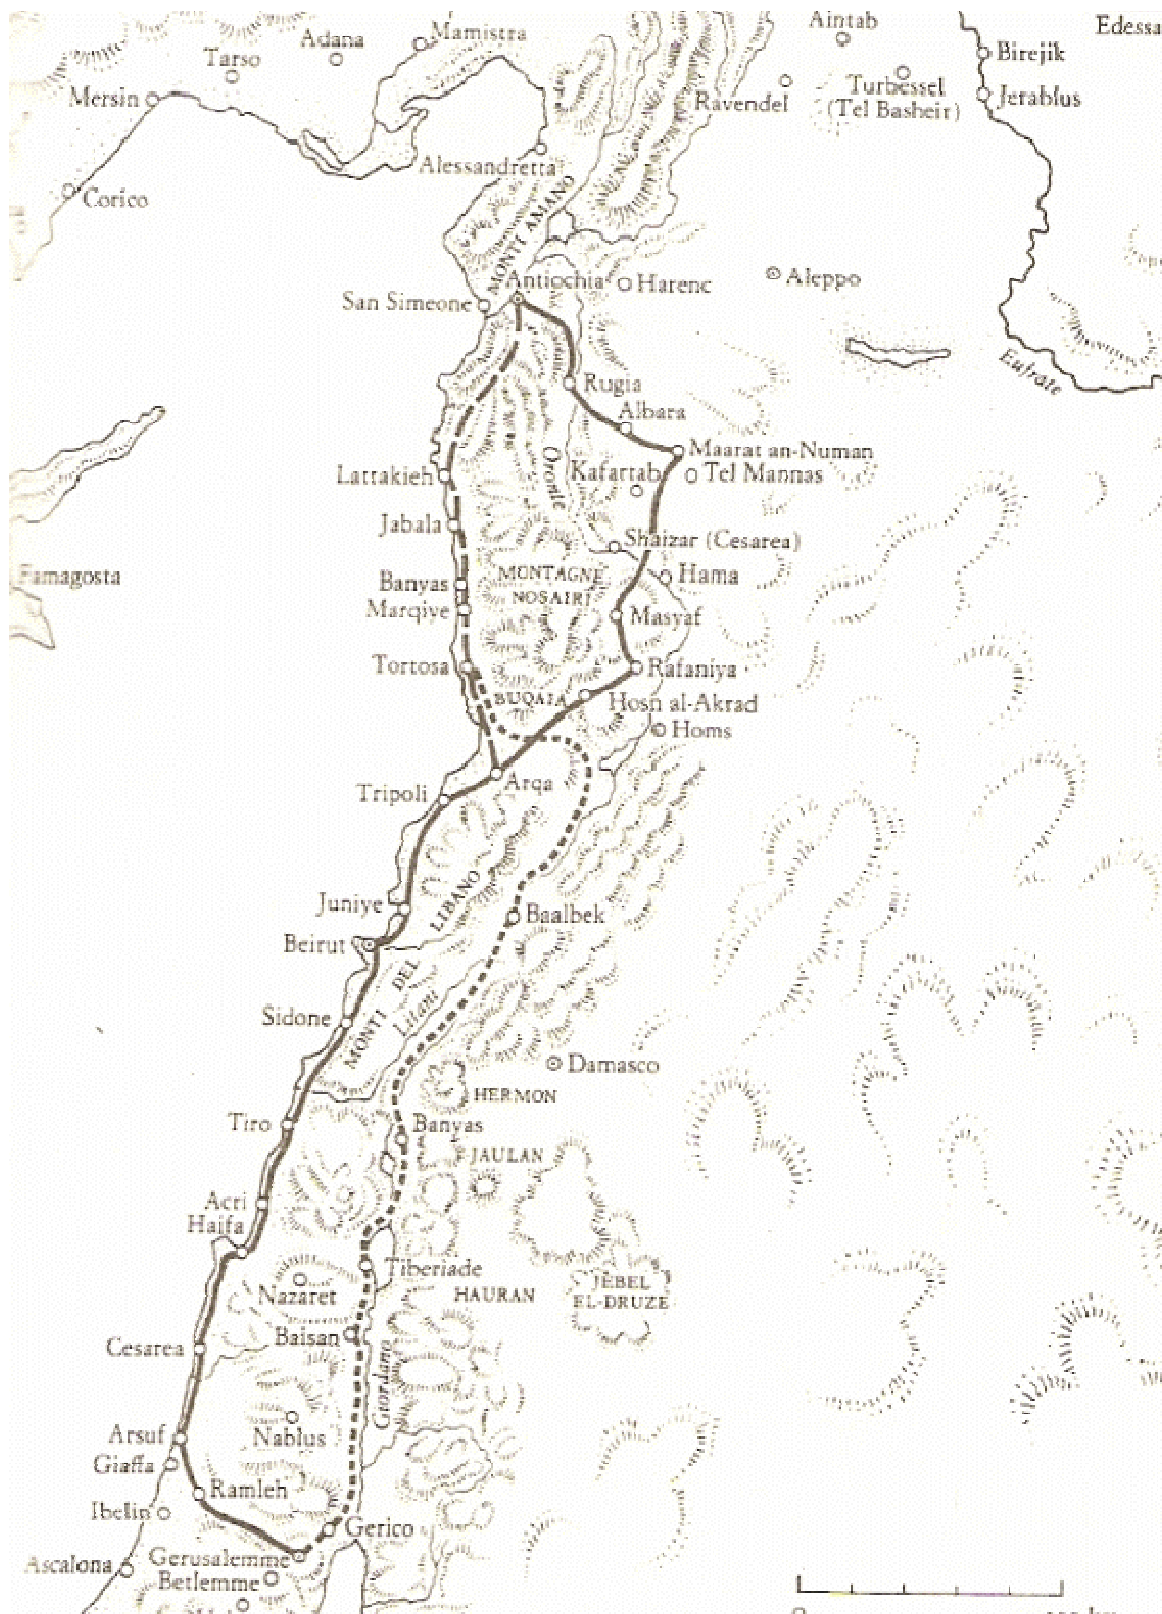 Aintab
Edessa
Mamistra
Adana
Tarso
Birejik
Mersin
Ravendel
Turbessel
(Tel Basheir)
Jerablus
Alessandretta
Corico
MONTI AMANO
Antiochia
Harenc
Aleppo
San Simeone
Eufrate
Rugia
Albara
Maarat an-Numan
Lattakieh
Oronte
Kafartab
Tel Mannas
Jabala
Shaizar (Cesarea)
Famagosta
Banyas
MONTAGNE
NOSAIRI
Hama
Marqiye
Masyaf
Tortosa
Rafaniya
BUQAIA
Hosn al-Akrad
Homs
Tripoli
Arqa
Juniye
Baalbek
Beirut
MONTI DEL LIBANO
Litani
Sidone
Damasco
HERMON
Tiro
Banyas
JAULAN
Acri
Haifa
Tiberiade
Nazaret
HAURAN
JEBEL
EL-DRUZE
Baisan
Cesarea
Giordano
Arsuf
Nablus
Giaffa
Ramleh
Ibelin
Gerico
Ascalona
Gerusalemme
Betlemme